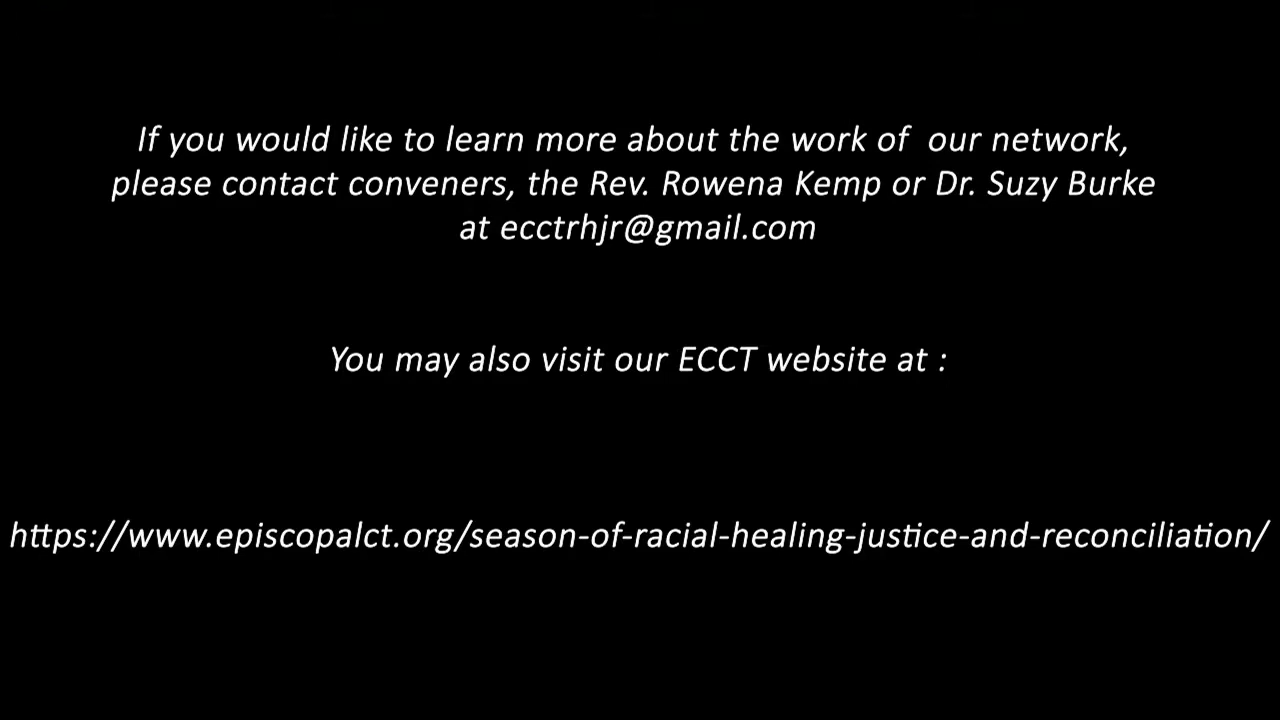 If you would like to learn more about the work of  our network,
please contact conveners, the Rev. Rowena Kemp or Dr. Suzy Burke
at ecctrhjr@gmail.com
You may also visit our ECCT website at :
https://www.episcopalct.org/season-of-racial-healing-justice-and-reconciliation/